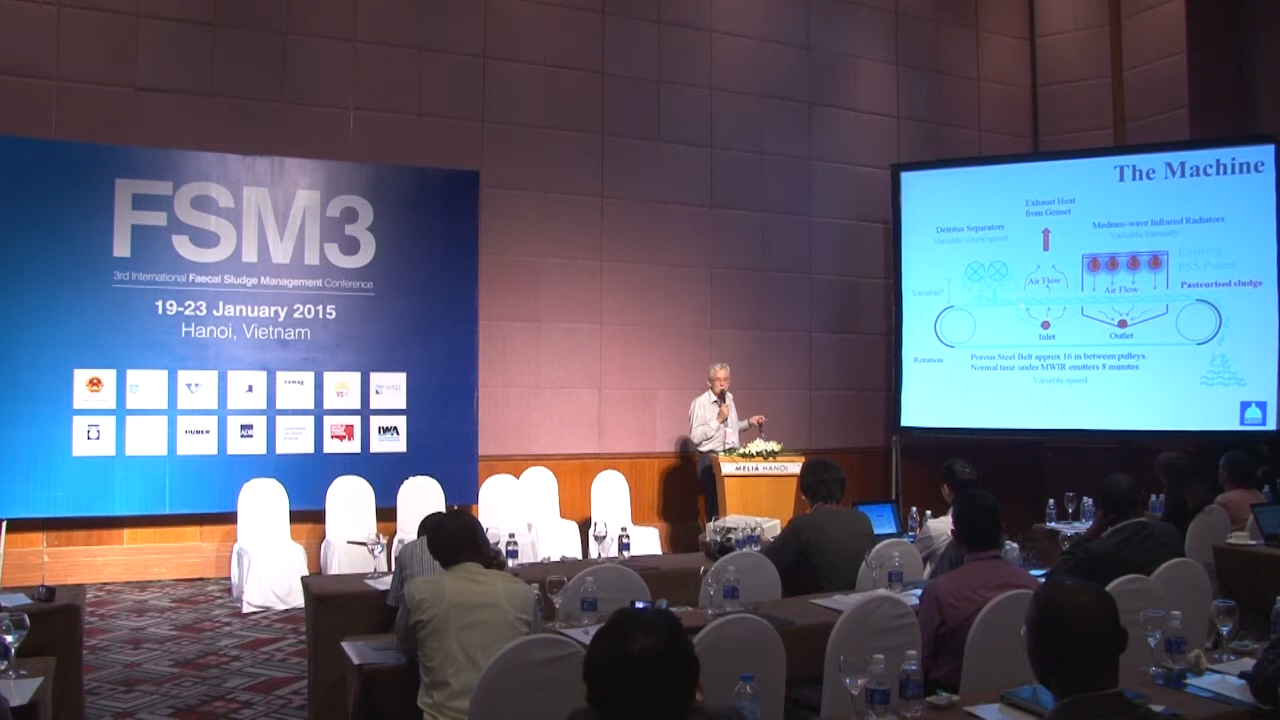 FSM3
3rd International Faecal Sludge Management Conference
19-23 January 2015
Hanoi, Vietnam
HUBER
ADB
IWA
MELIÁ HANOI
The Machine
Exhaust Heat
from Genset
Detritus Separators
Variable screw speed
Medium-wave Infrared Radiators
Variable Intensity
Existing
PSS Patent
Air Flow
Air Flow
Pasteurised sludge
Variable?
Inlet
Outlet
Rotation
Porous Steel Belt approx 16 m between pulleys.
Normal time under MWIR emitters 8 minutes
Variable speed